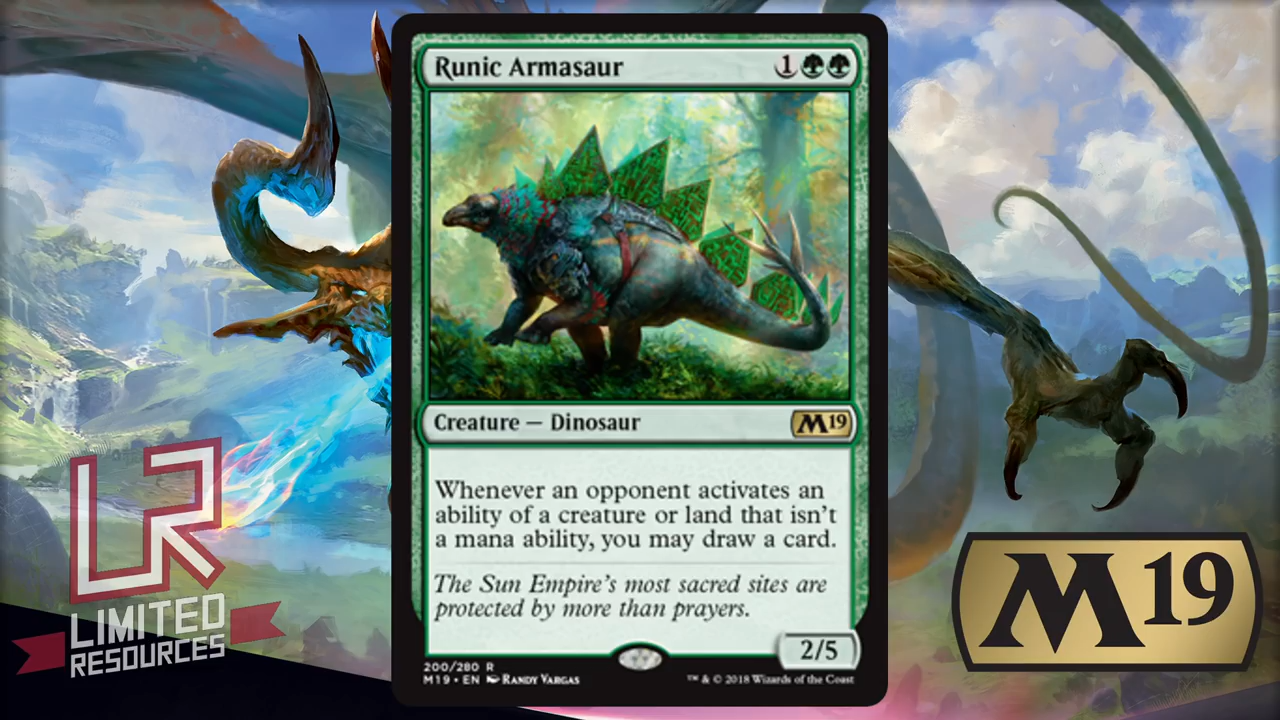 Runic Armasaur
1
Creature — Dinosaur
M19
Whenever an opponent activates an
ability of a creature or land that isn't
a mana ability, you may draw a card.
The Sun Empire's most sacred sites are
protected by more than prayers.
2/5
200/280 R
M19 • EN Randy Vargas
™ & © 2018 Wizards of the Coast
LR
LIMITED
RESOURCES
M19